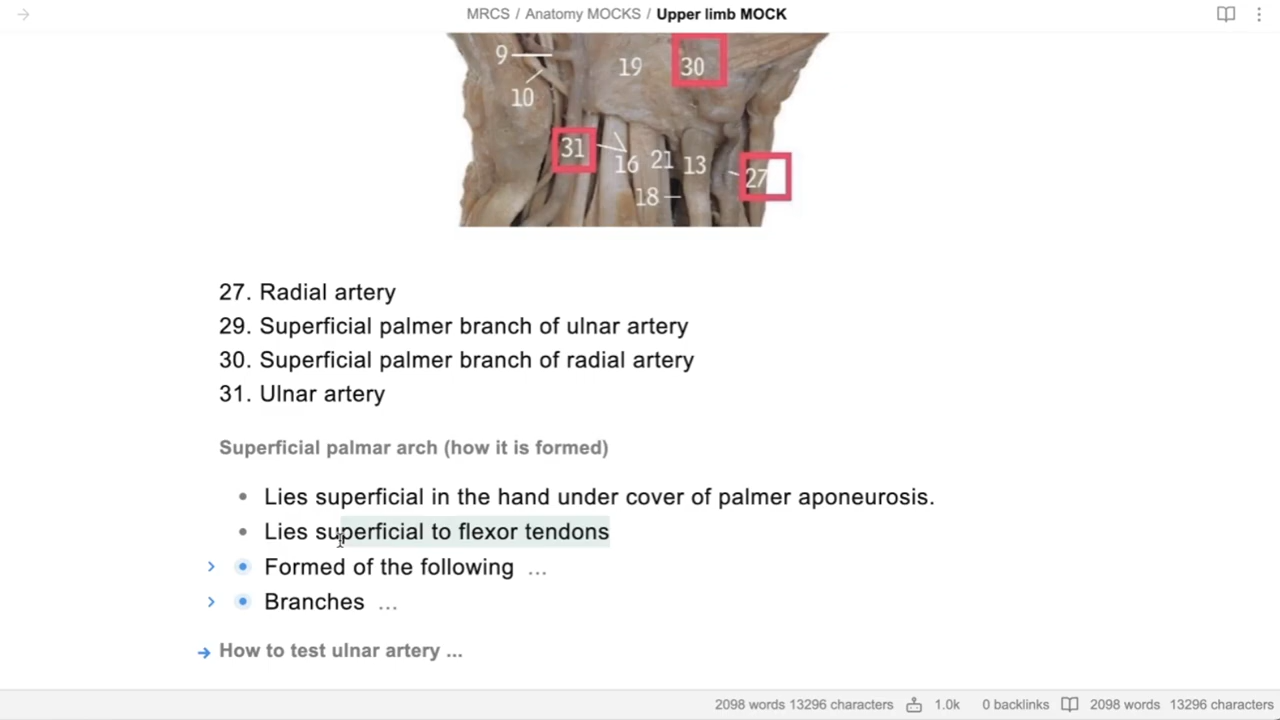 MRCS / Anatomy MOCKS / Upper limb MOCK
9
19
30
10
31
16 21 13
27
18
27. Radial artery
29. Superficial palmer branch of ulnar artery
30. Superficial palmer branch of radial artery
31. Ulnar artery
Superficial palmar arch (how it is formed)
• Lies superficial in the hand under cover of palmer aponeurosis.
• Lies superficial to flexor tendons
• Formed of the following ...
• Branches ...
How to test ulnar artery ...
2098 words 13296 characters 1.0k 0 backlinks 2098 words 13296 characters